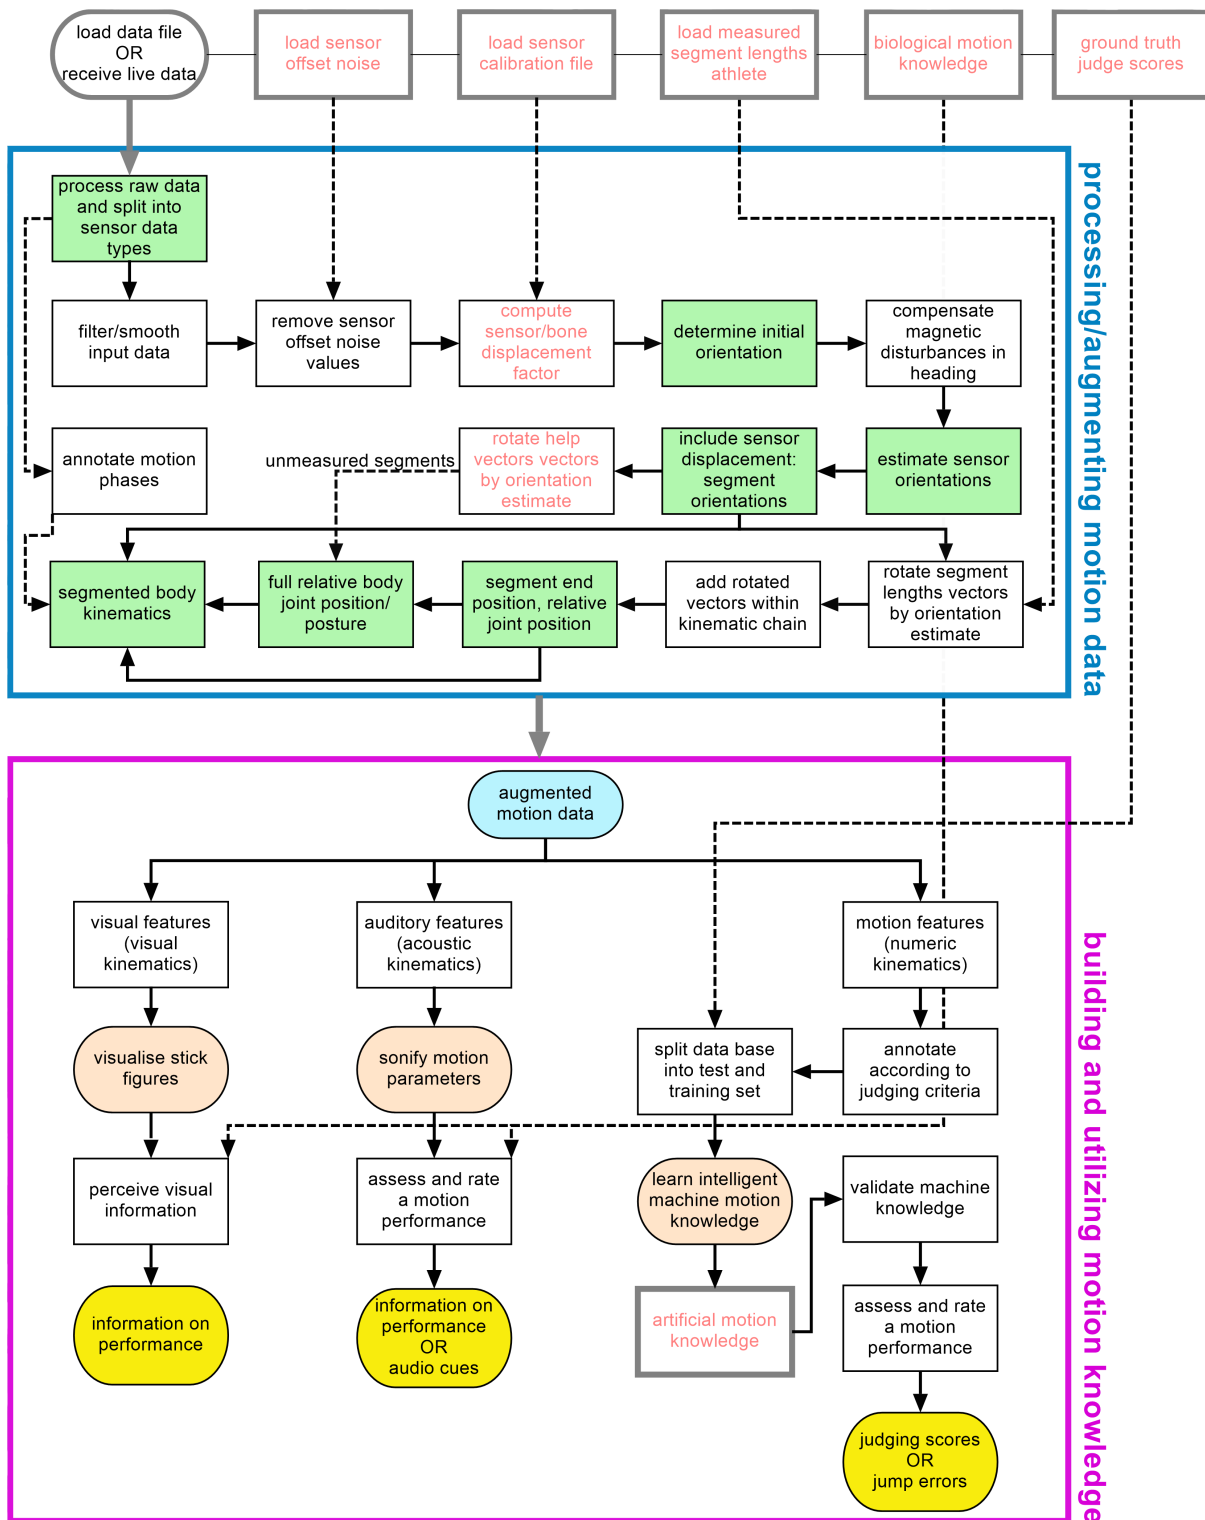 load data file
OR
receive live data
load sensor
offset noise
load sensor
calibration file
load measured
segment lengths
athlete
biological motion
knowledge
ground truth
judge scores
processing/augmenting motion data
process raw data
and split into
sensor data
types
filter/smooth
input data
remove sensor
offset noise
values
compute
sensor/bone
displacement
factor
determine initial
orientation
compensate
magnetic
disturbances in
heading
annotate motion
phases
unmeasured segments
rotate help
vectors vectors
by orientation
estimate
include sensor
displacement:
segment
orientations
estimate sensor
orientations
segmented body
kinematics
full relative body
joint position/
posture
segment end
position, relative
joint position
add rotated
vectors within
kinematic chain
rotate segment
lengths vectors
by orientation
estimate
building and utilizing motion knowledge
augmented
motion data
visual features
(visual
kinematics)
auditory features
(acoustic
kinematics)
motion features
(numeric
kinematics)
visualise stick
figures
sonify motion
parameters
split data base
into test and
training set
annotate
according to
judging criteria
perceive visual
information
assess and rate
a motion
performance
learn intelligent
machine motion
knowledge
validate machine
knowledge
information on
performance
information on
performance
OR
audio cues
artificial motion
knowledge
assess and rate
a motion
performance
judging scores
OR
jump errors